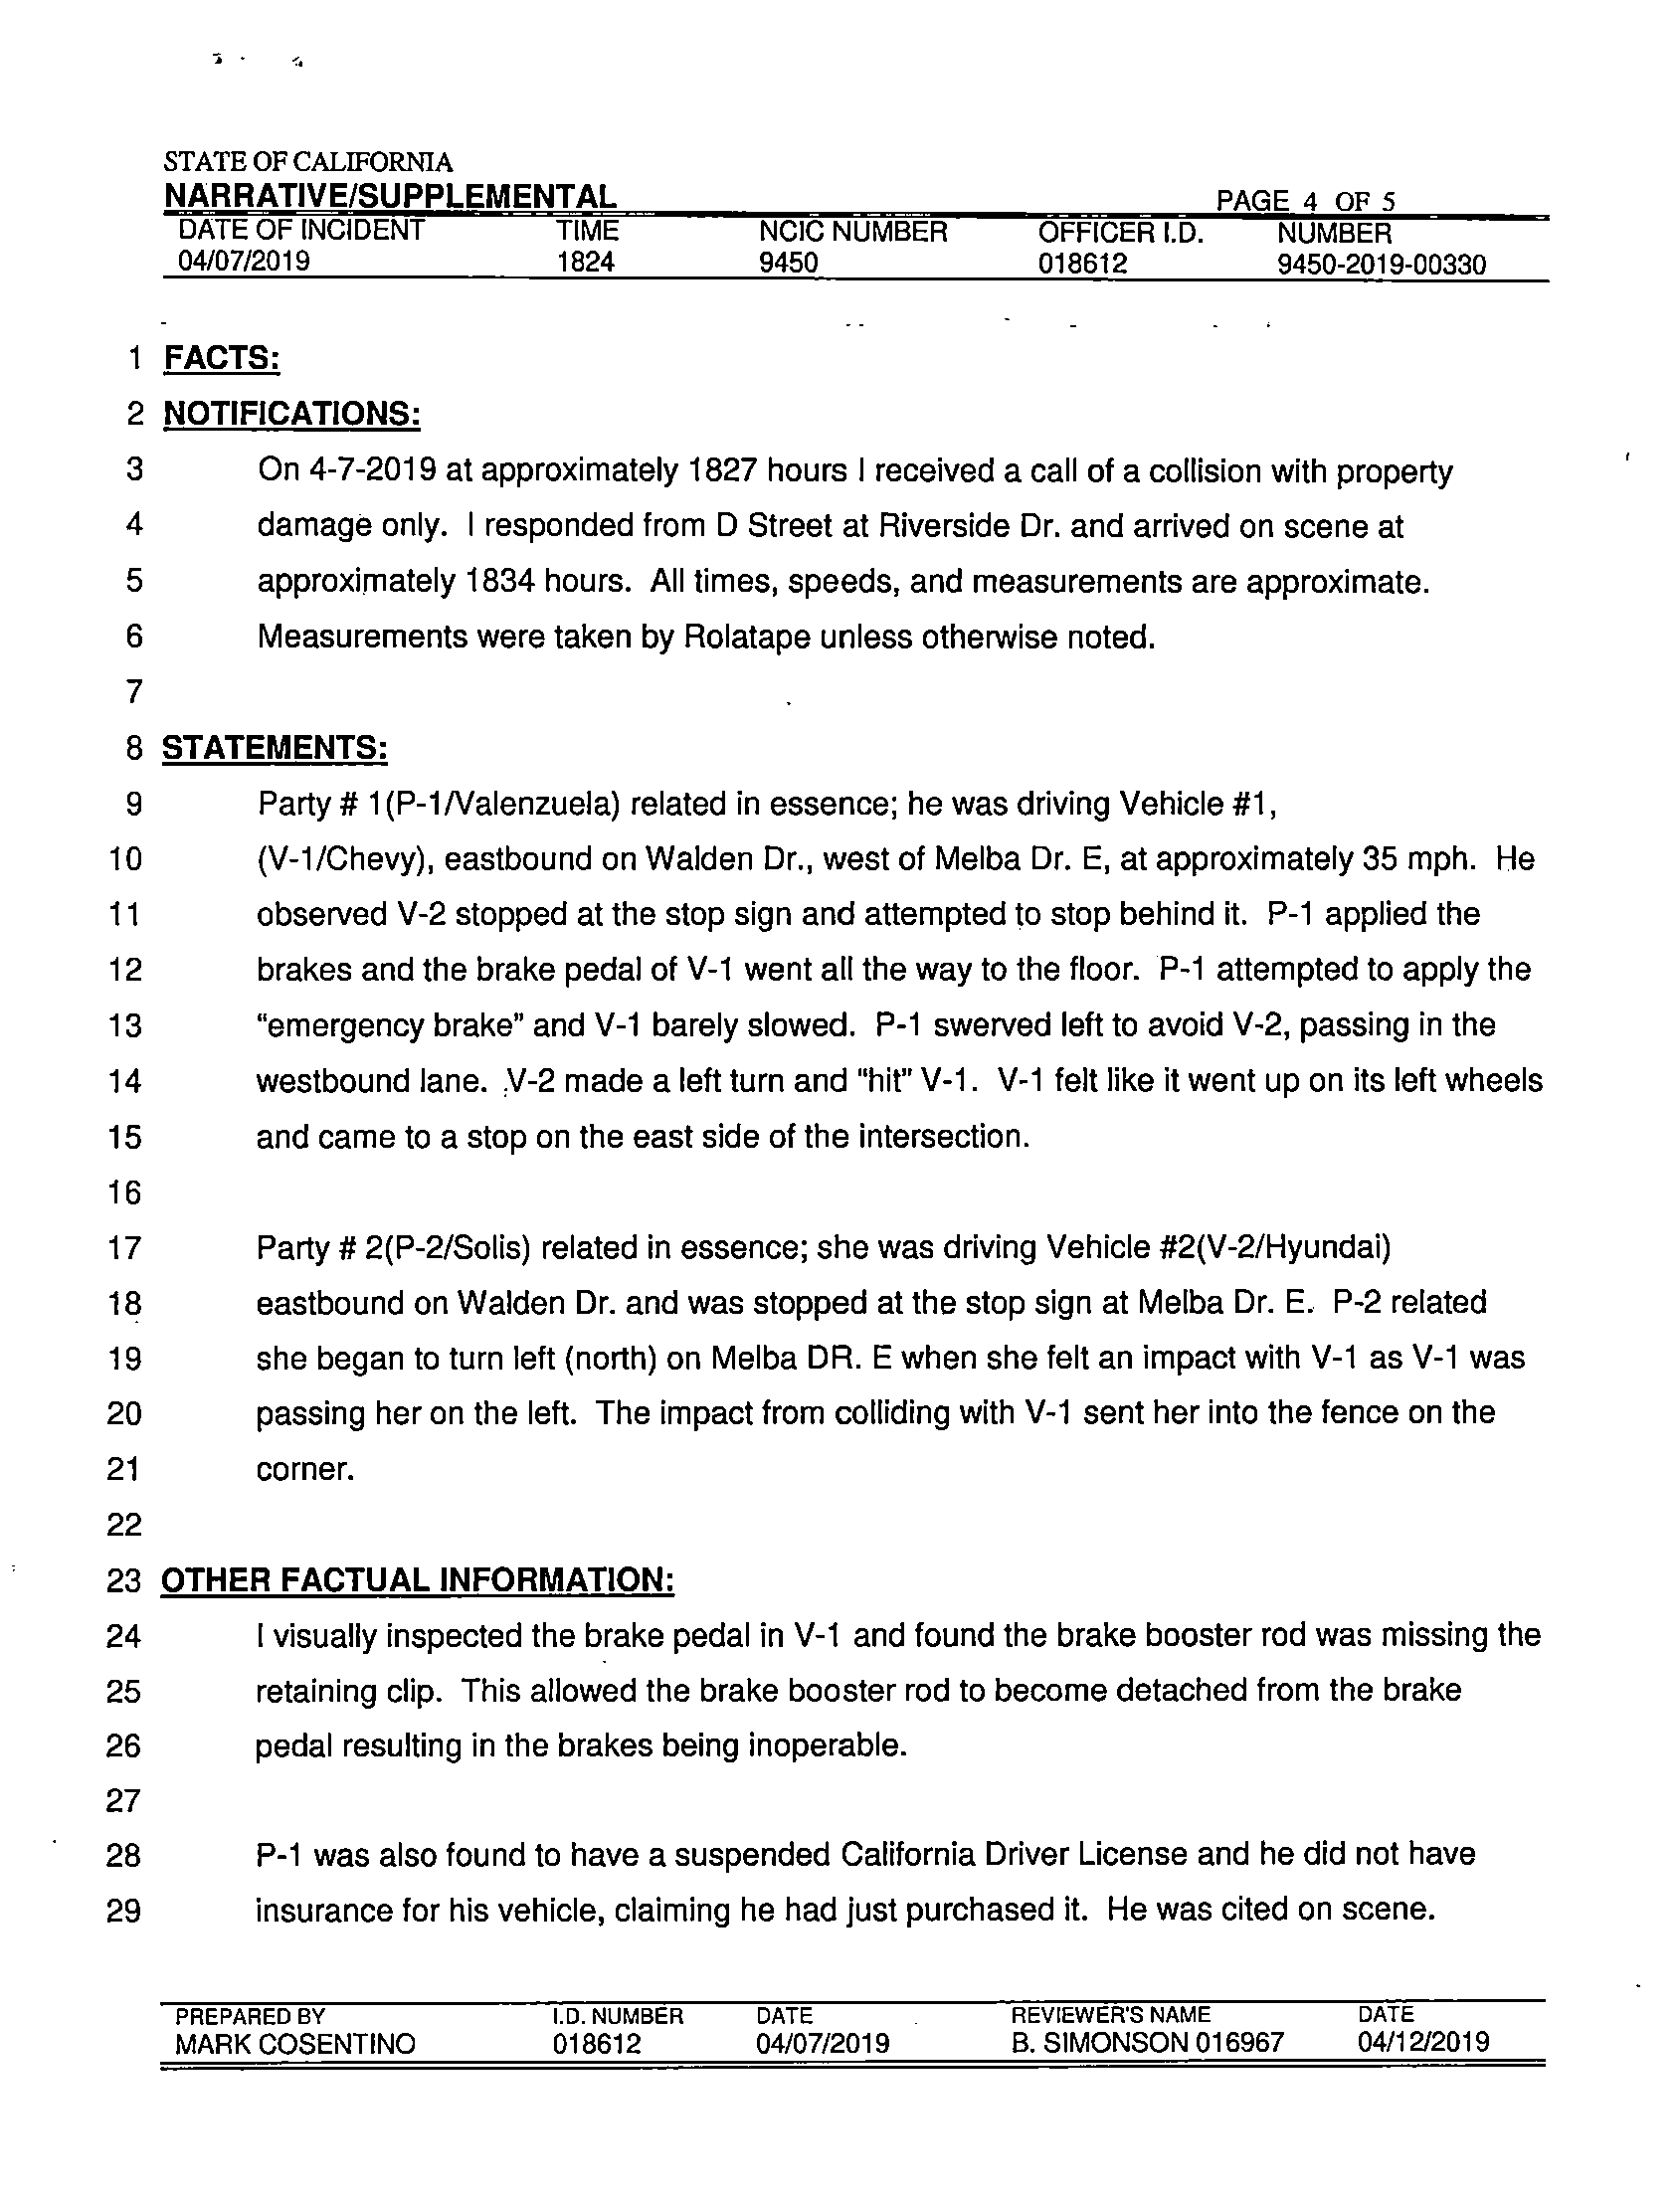 STATE OF CALIFORNIA
NARRATIVE/SUPPLEMENTAL PAGE 4 OF 5
DATE OF INCIDENT TIME NCIC NUMBER OFFICER I.D. NUMBER
04/07/2019 1824 9450 018612 9450-2019-00330
1 FACTS:
2 NOTIFICATIONS:
3 On 4-7-2019 at approximately 1827 hours I received a call of a collision with property
4 damage only. I responded from D Street at Riverside Dr. and arrived on scene at
5 approximately 1834 hours. All times, speeds, and measurements are approximate.
6 Measurements were taken by Rolatape unless otherwise noted.
7
8 STATEMENTS:
9 Party # 1(P-1/Valenzuela) related in essence; he was driving Vehicle #1,
10 (V-1/Chevy), eastbound on Walden Dr., west of Melba Dr. E, at approximately 35 mph. He
11 observed V-2 stopped at the stop sign and attempted to stop behind it. P-1 applied the
12 brakes and the brake pedal of V-1 went all the way to the floor. P-1 attempted to apply the
13 “emergency brake” and V-1 barely slowed. P-1 swerved left to avoid V-2, passing in the
14 westbound lane. V-2 made a left turn and "hit" V-1. V-1 felt like it went up on its left wheels
15 and came to a stop on the east side of the intersection.
16
17 Party # 2(P-2/Solis) related in essence; she was driving Vehicle #2(V-2/Hyundai)
18 eastbound on Walden Dr. and was stopped at the stop sign at Melba Dr. E. P-2 related
19 she began to turn left (north) on Melba DR. E when she felt an impact with V-1 as V-1 was
20 passing her on the left. The impact from colliding with V-1 sent her into the fence on the
21 corner.
22
23 OTHER FACTUAL INFORMATION:
24 I visually inspected the brake pedal in V-1 and found the brake booster rod was missing the
25 retaining clip. This allowed the brake booster rod to become detached from the brake
26 pedal resulting in the brakes being inoperable.
27
28 P-1 was also found to have a suspended California Driver License and he did not have
29 insurance for his vehicle, claiming he had just purchased it. He was cited on scene.
PREPARED BY I.D. NUMBER DATE REVIEWER'S NAME DATE
MARK COSENTINO 018612 04/07/2019 B. SIMONSON 016967 04/12/2019